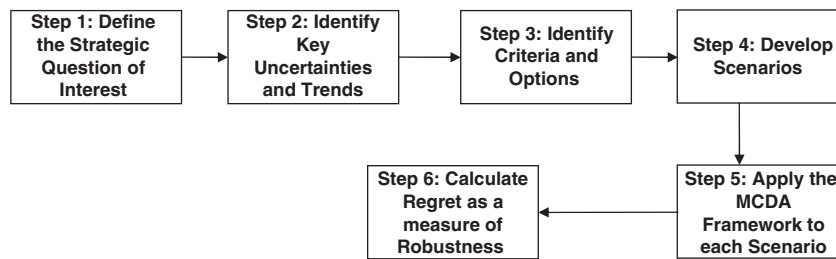 Step 1: Define
the Strategic
Question of
Interest
Step 2: Identify
Key
Uncertainties
and Trends
Step 3: Identify
Criteria and
Options
Step 4: Develop
Scenarios
Step 5: Apply the
MCDA
Framework to
each Scenario
Step 6: Calculate
Regret as a
measure of
Robustness